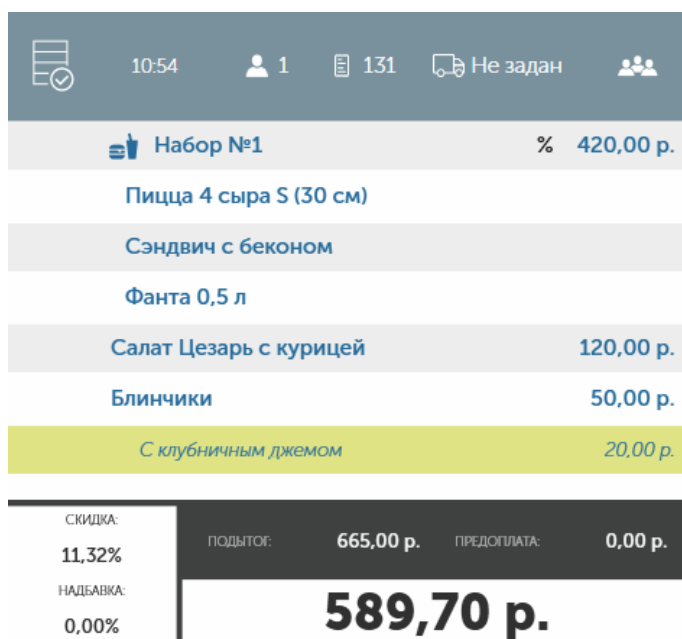 10:54 1 131 Не задан
Набор №1 % 420,00 р.
Пицца 4 сыра S (30 см)
Сэндвич с беконом
Фанта 0,5 л
Салат Цезарь с курицей 120,00 р.
Блинчики 50,00 р.
С клубничным джемом 20,00 р.
СКИДКА:
11,32%
ПОДЫТОГ: 665,00 р. ПРЕДОПЛАТА: 0,00 р.
НАДБАВКА:
0,00%
589,70 р.